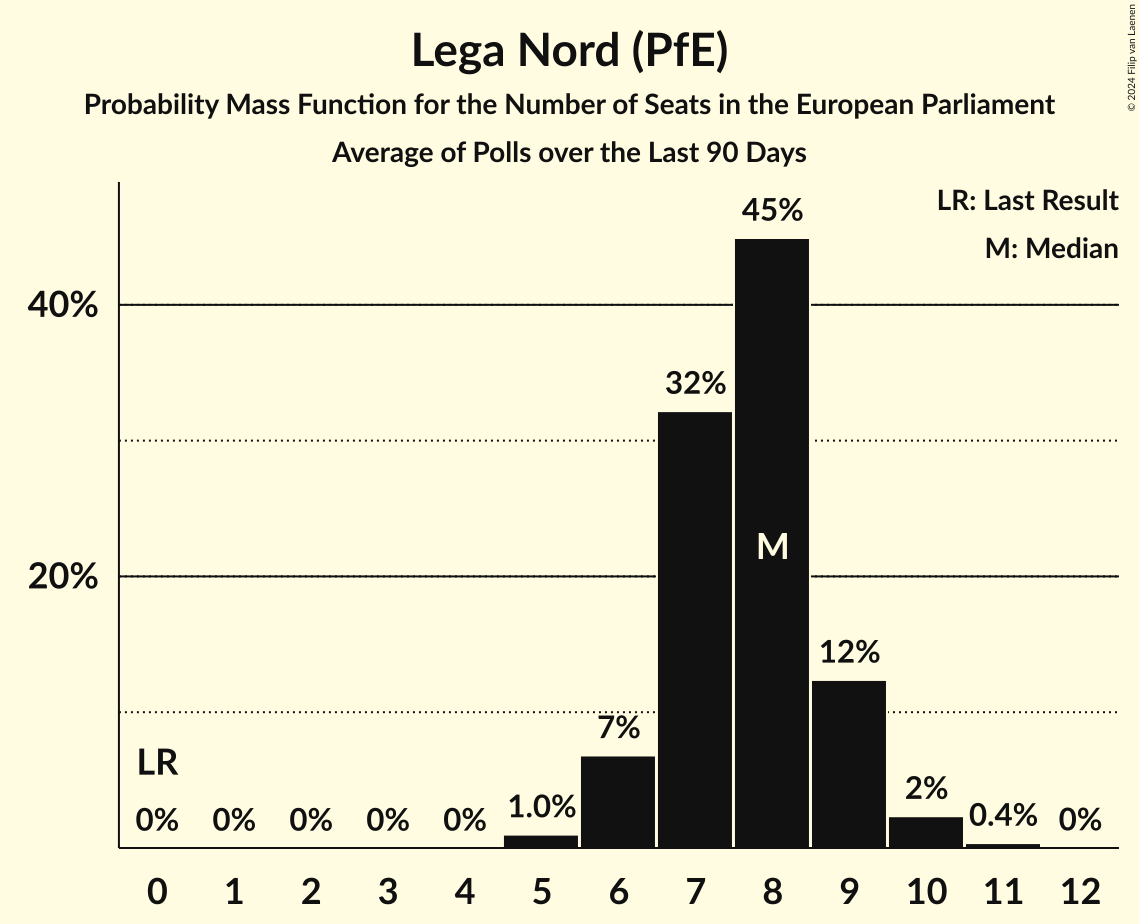 Lega Nord (PfE)
Probability Mass Function for the Number of Seats in the European Parliament
Average of Polls over the Last 90 Days
© 2024 Filip van Laenen
LR: Last Result
M: Median
45%
40%
32%
M
20%
12%
7%
LR
2%
0% 0% 0% 0% 0% 1.0% 0.4% 0%
0 1 2 3 4 5 6 7 8 9 10 11 12